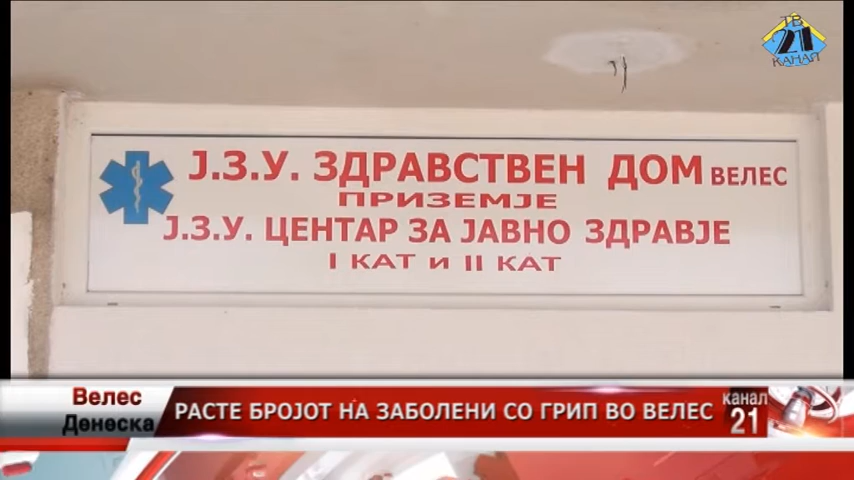 ТВ
21
КАНАЛ
Ј.З.У. ЗДРАВСТВЕН ДОМ ВЕЛЕС
ПРИЗЕМЈЕ
Ј.З.У. ЦЕНТАР ЗА ЈАВНО ЗДРАВЈЕ
I КАТ И II КАТ
Велес
Денеска
РАСТЕ БРОЈОТ НА ЗАБОЛЕНИ СО ГРИП ВО ВЕЛЕС
канал
21